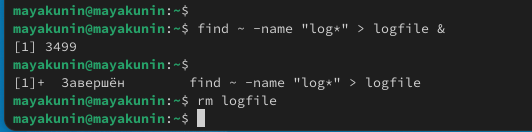 mayakunin@mayakunin:~$
mayakunin@mayakunin:~$ find ~ -name "log*" > logfile &
[1] 3499
mayakunin@mayakunin:~$
[1]+  Завершён        find ~ -name "log*" > logfile
mayakunin@mayakunin:~$ rm logfile
mayakunin@mayakunin:~$